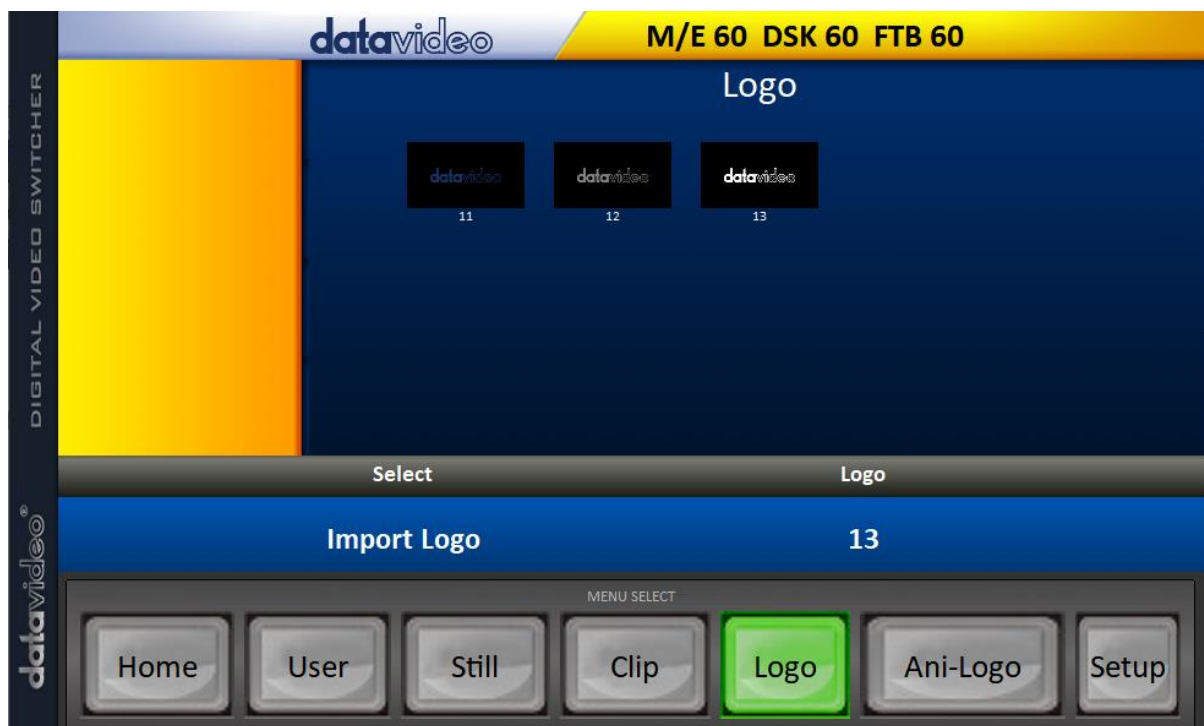 datavideo
M/E 60 DSK 60 FTB 60
DIGITAL VIDEO SWITCHER
datavideo®
Logo
datavideo
datavideo
datavideo
11
12
13
Select
Logo
Import Logo
13
MENU SELECT
Home
User
Still
Clip
Logo
Ani-Logo
Setup